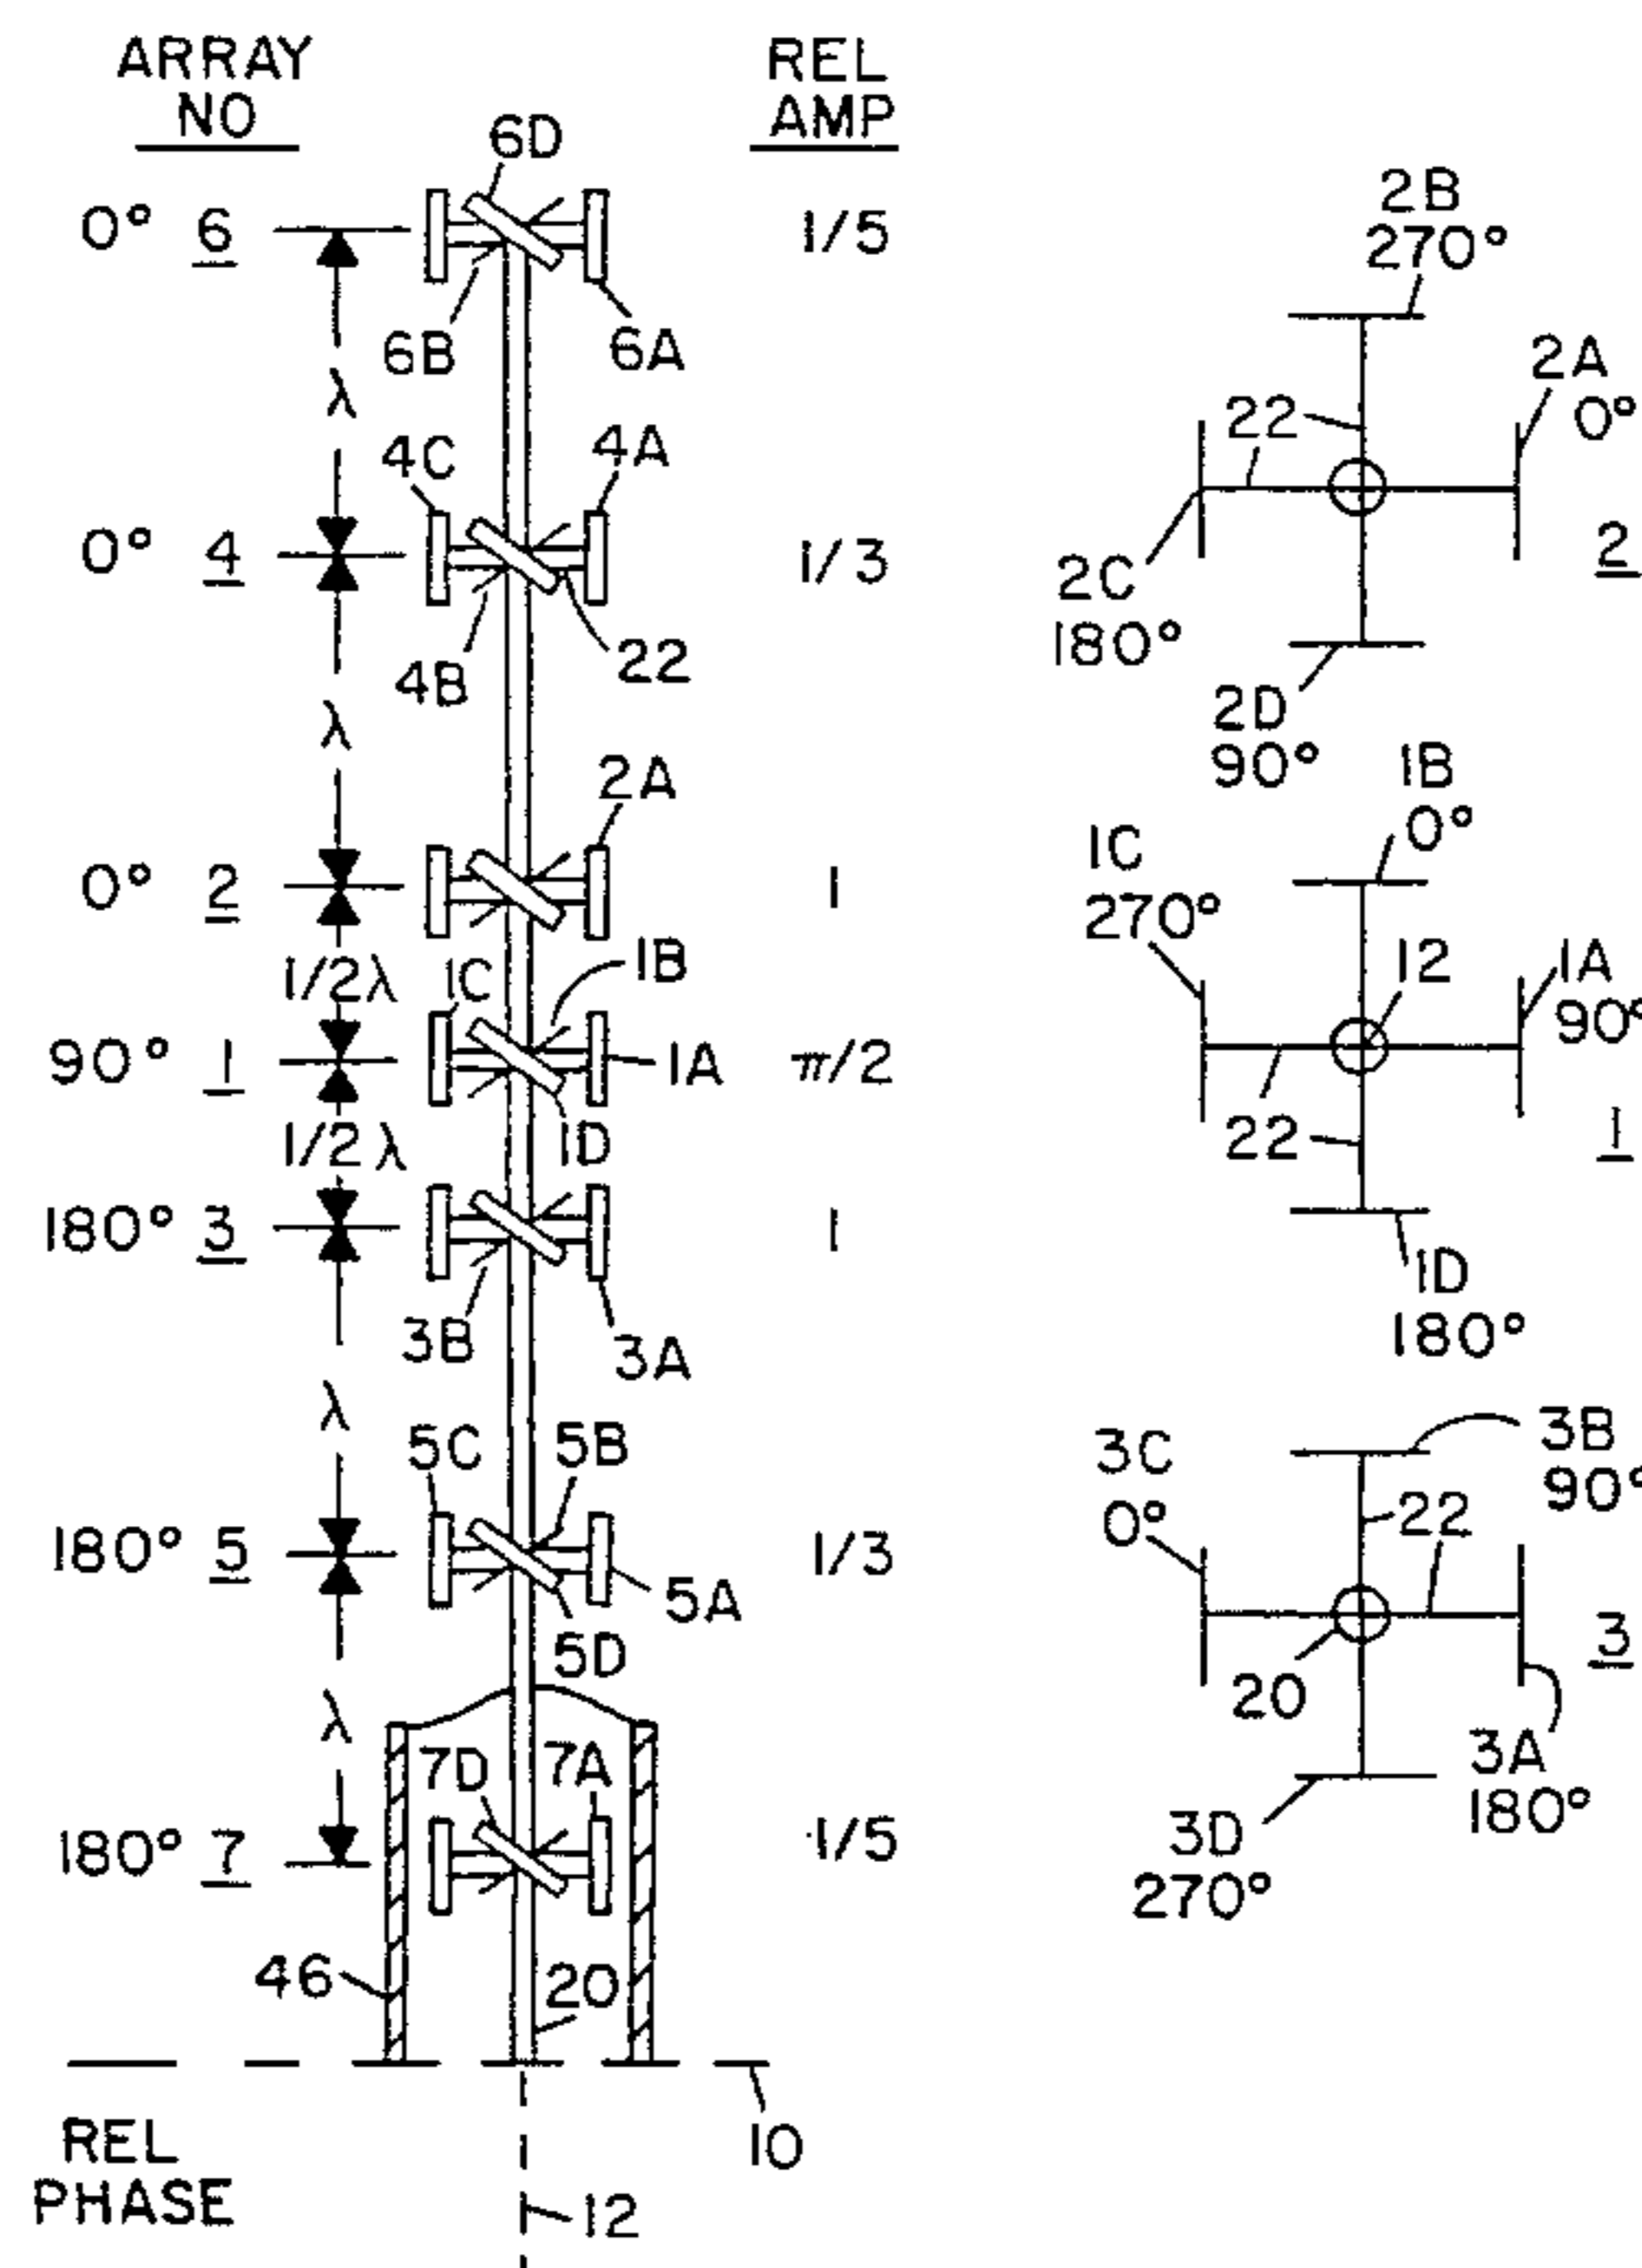 ARRAY
NO
REL
AMP
6D
0° 6
1/5
6B
6A
λ
4C
4A
0° 4
1/3
4B
22
λ
2A
0° 2
1
1/2λ
1C
1B
90° 1
1A
π/2
1/2λ
1D
180° 3
1
3B
3A
λ
5C
5B
180° 5
1/3
5A
5D
λ
7D
7A
180° 7
1/5
46
20
10
REL
PHASE
12
2B
270°
2A
0°
22
2C
180°
2
2D
90°
1B
0°
1C
270°
12
1A
90°
22
1
1D
180°
3B
90°
3C
0°
22
3
20
3A
180°
3D
270°